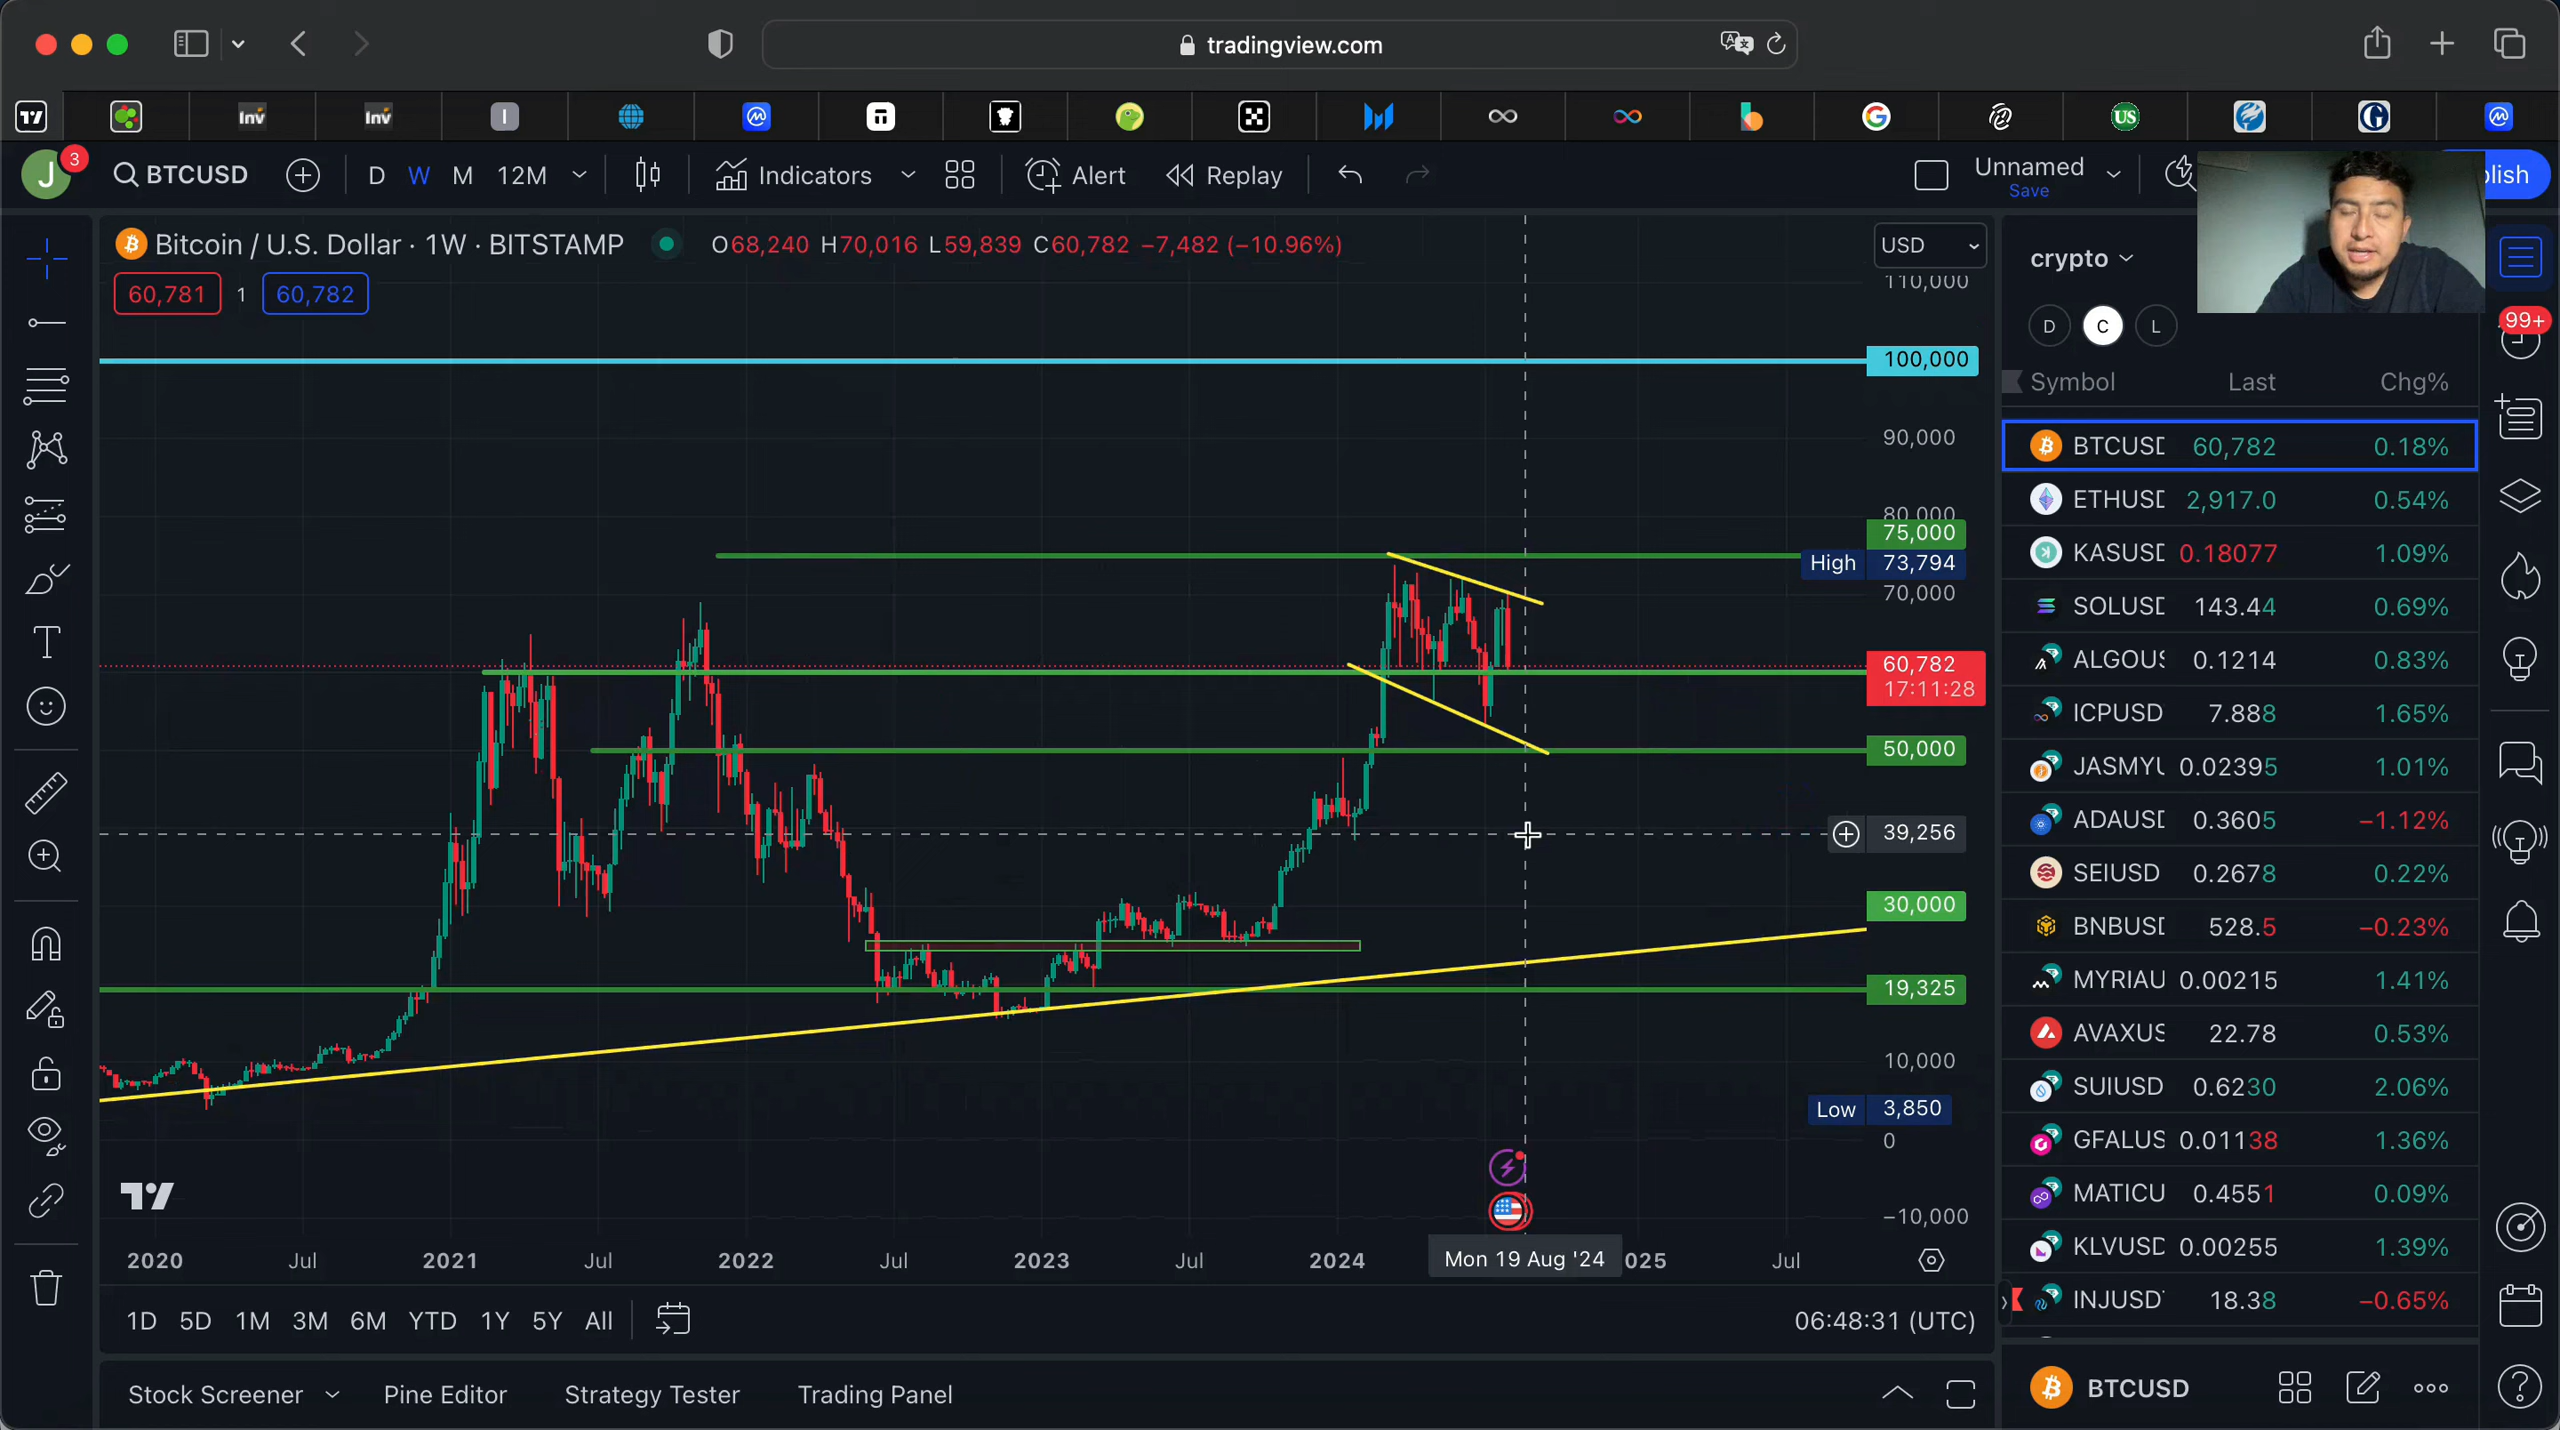 tradingview.com
Inv
Inv
I
US
J
3
BTCUSD
D W M 12M
Indicators
Alert
Replay
Unnamed
Save
lish
Bitcoin / U.S. Dollar · 1W · BITSTAMP
O68,240 H70,016 L59,839 C60,782 −7,482 (−10.96%)
60,781 1 60,782
USD
110,000
100,000
90,000
80,000
75,000
High 73,794
70,000
60,782
17:11:28
50,000
39,256
30,000
19,325
10,000
Low 3,850
0
−10,000
2020 Jul 2021 Jul 2022 Jul 2023 Jul 2024 Mon 19 Aug '24 025 Jul
1D 5D 1M 3M 6M YTD 1Y 5Y All
06:48:31 (UTC)
Stock Screener Pine Editor Strategy Tester Trading Panel
crypto
D C L
99+
Symbol Last Chg%
BTCUSD 60,782 0.18%
ETHUSD 2,917.0 0.54%
KASUSD 0.18077 1.09%
SOLUSD 143.44 0.69%
ALGOUS 0.1214 0.83%
ICPUSD 7.888 1.65%
JASMYU 0.02395 1.01%
ADAUSD 0.3605 −1.12%
SEIUSD 0.2678 0.22%
BNBUSD 528.5 −0.23%
MYRIAU 0.00215 1.41%
AVAXUS 22.78 0.53%
SUIUSD 0.6230 2.06%
GFALUS 0.01138 1.36%
MATICU 0.4551 0.09%
KLVUSD 0.00255 1.39%
INJUSD 18.38 −0.65%
BTCUSD